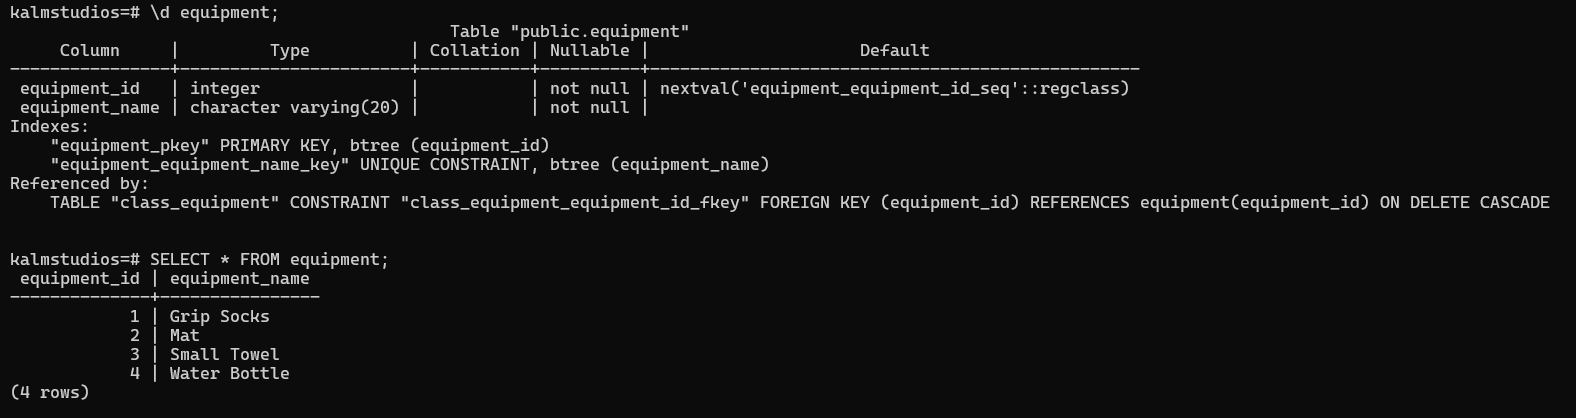 kalmstudios=# \d equipment;
                                            Table "public.equipment"
     Column     |         Type          | Collation | Nullable |                     Default
----------------+-----------------------+-----------+----------+-------------------------------------------------
 equipment_id   | integer               |           | not null | nextval('equipment_equipment_id_seq'::regclass)
 equipment_name | character varying(20) |           | not null |
Indexes:
    "equipment_pkey" PRIMARY KEY, btree (equipment_id)
    "equipment_equipment_name_key" UNIQUE CONSTRAINT, btree (equipment_name)
Referenced by:
    TABLE "class_equipment" CONSTRAINT "class_equipment_equipment_id_fkey" FOREIGN KEY (equipment_id) REFERENCES equipment(equipment_id) ON DELETE CASCADE
kalmstudios=# SELECT * FROM equipment;
 equipment_id | equipment_name
--------------+----------------
            1 | Grip Socks
            2 | Mat
            3 | Small Towel
            4 | Water Bottle
(4 rows)